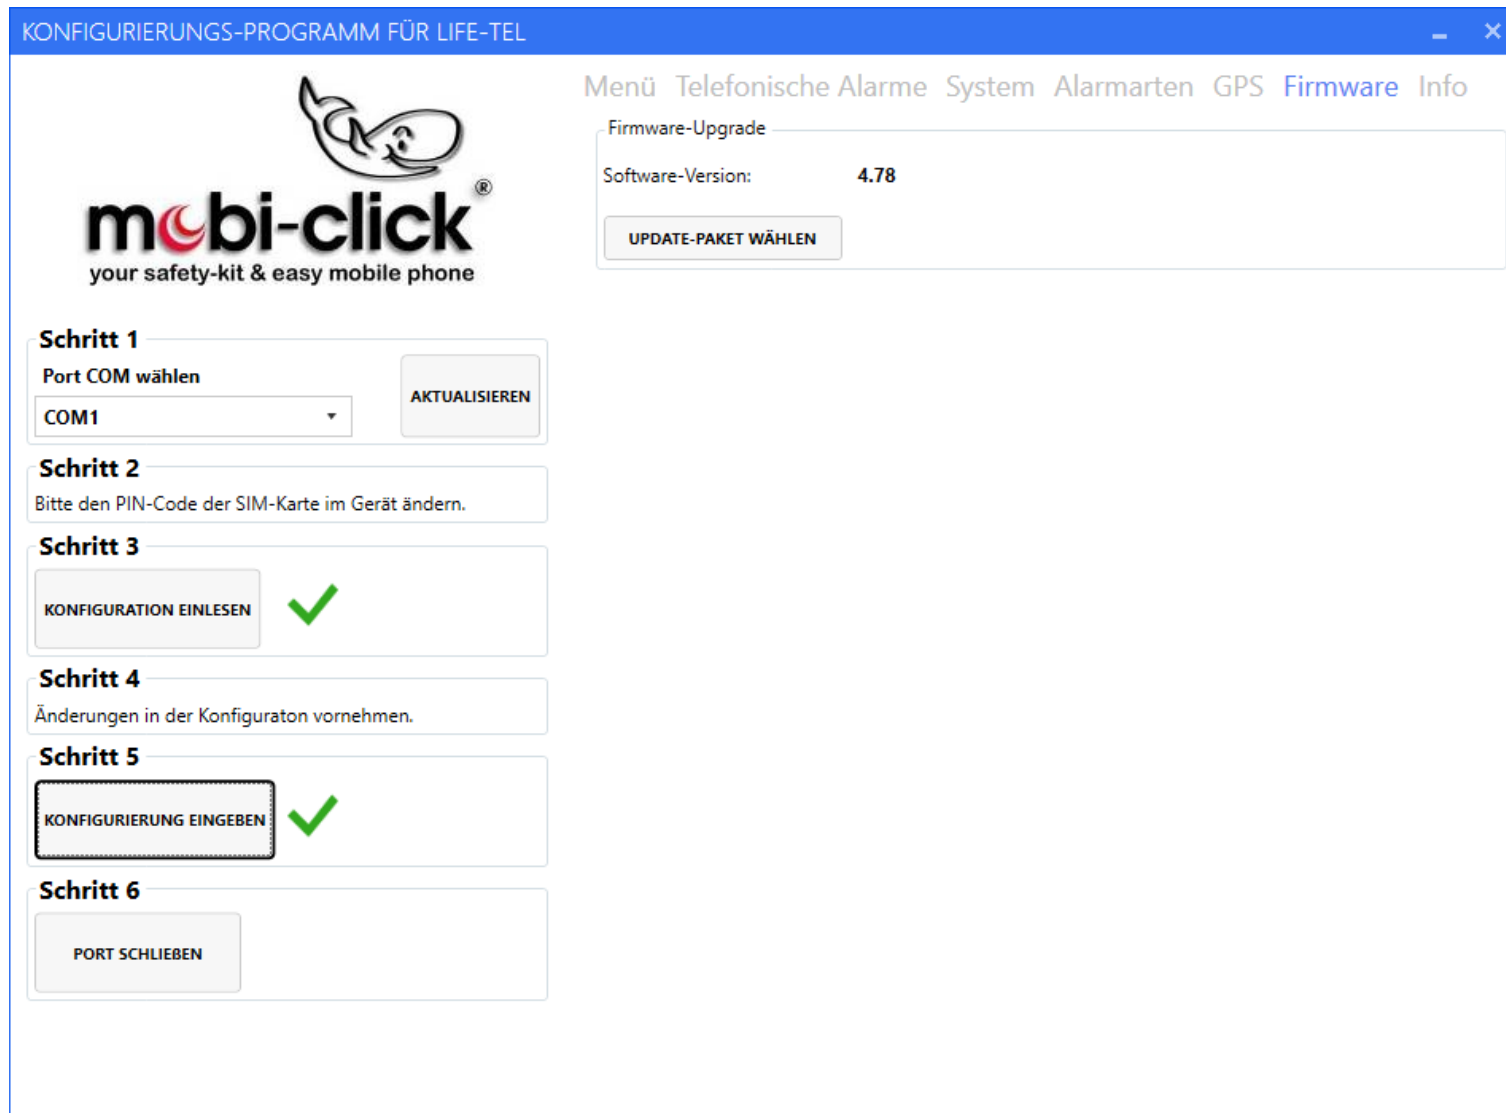 KONFIGURIERUNGS-PROGRAMM FÜR LIFE-TEL
mobi-click®
your safety-kit & easy mobile phone
Menü Telefonische Alarme System Alarmarten GPS Firmware Info
Firmware-Upgrade
Software-Version: 4.78
UPDATE-PAKET WÄHLEN
Schritt 1
Port COM wählen
COM1
AKTUALISIEREN
Schritt 2
Bitte den PIN-Code der SIM-Karte im Gerät ändern.
Schritt 3
KONFIGURATION EINLESEN
Schritt 4
Änderungen in der Konfiguraton vornehmen.
Schritt 5
KONFIGURIERUNG EINGEBEN
Schritt 6
PORT SCHLIEßEN